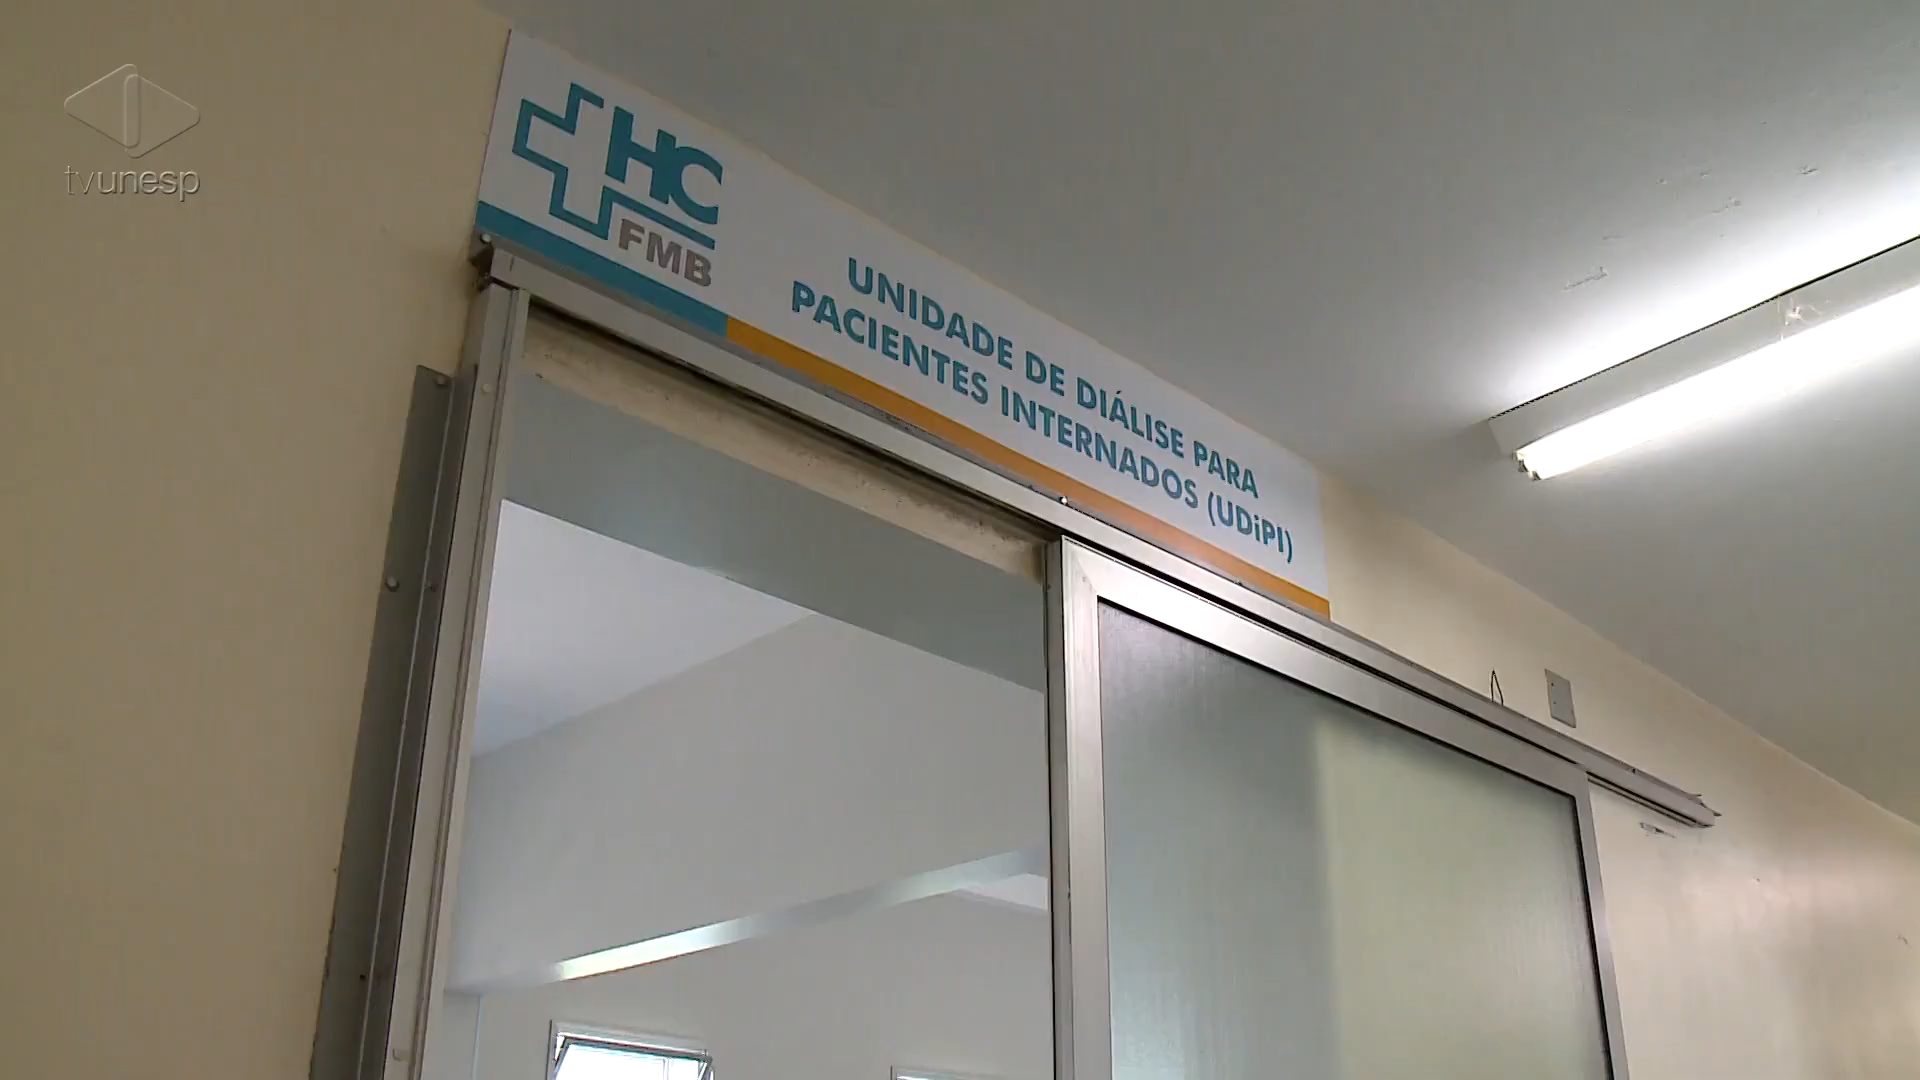 tvunesp
HC
FMB
UNIDADE DE DIÁLISE PARA
PACIENTES INTERNADOS (UDiPI)